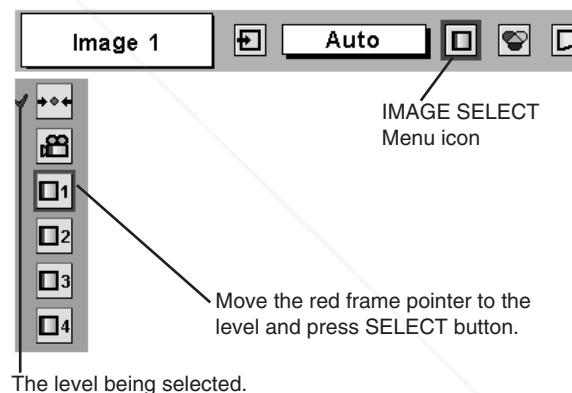 Image 1
Auto
IMAGE SELECT
Menu icon
1
2
3
4
Move the red frame pointer to the
level and press SELECT button.
The level being selected.